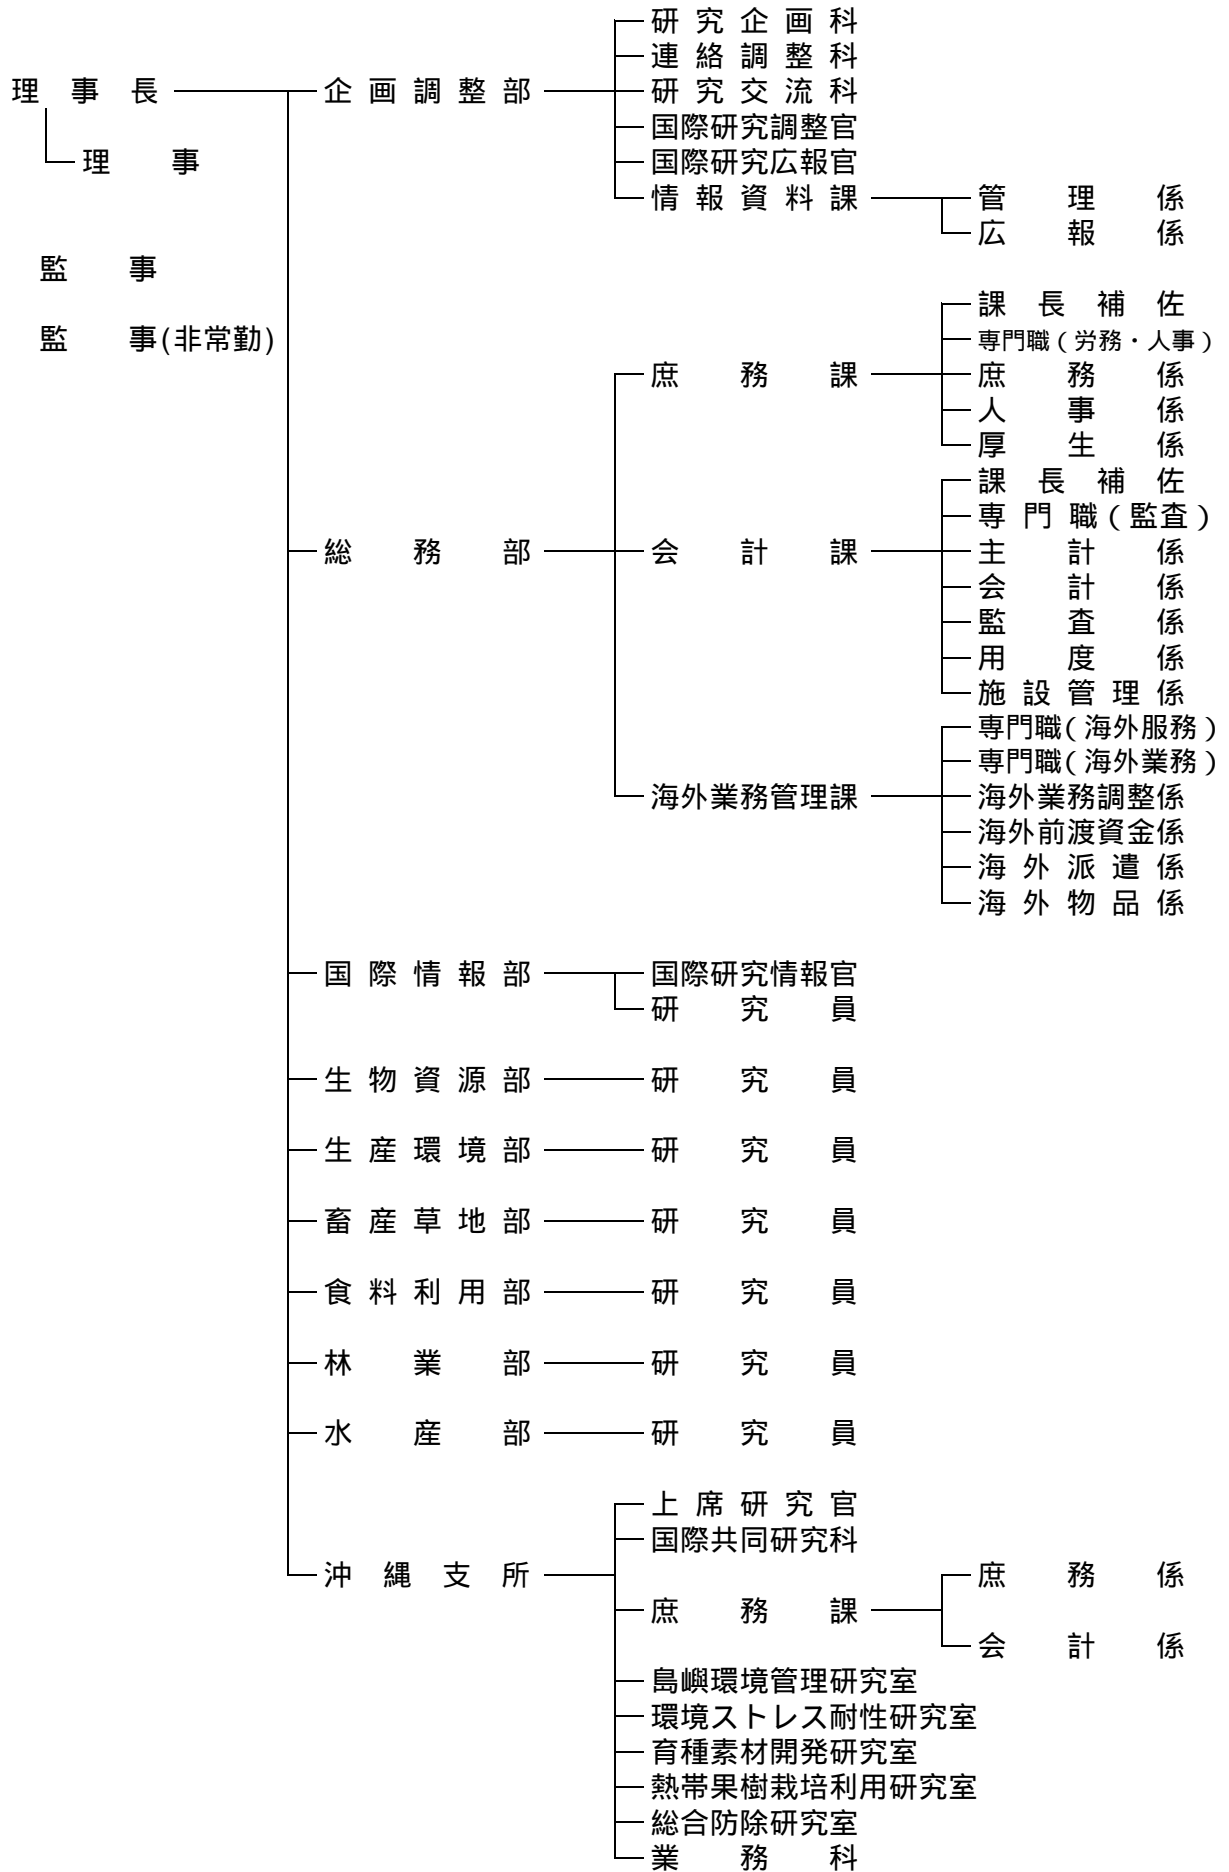 研究企画科
連絡調整科
理事長 企画調整部 研究交流科
国際研究調整官
理事 国際研究広報官
情報資料課 管理係
広報係
監事
課長補佐
監事(非常勤) 専門職(労務・人事)
庶務課 庶務係
人事係
厚生係
課長補佐
専門職(監査)
総務部 会計課 主計係
会計係
監査係
用度係
施設管理係
専門職(海外服務)
専門職(海外業務)
海外業務管理課 海外業務調整係
海外前渡資金係
海外派遣係
海外物品係
国際情報部 国際研究情報官
研究員
生物資源部 研究員
生産環境部 研究員
畜産草地部 研究員
食料利用部 研究員
林業部 研究員
水産部 研究員
上席研究官
国際共同研究科
沖縄支所 庶務係
庶務課
会計係
島嶼環境管理研究室
環境ストレス耐性研究室
育種素材開発研究室
熱帯果樹栽培利用研究室
総合防除研究室
業務科